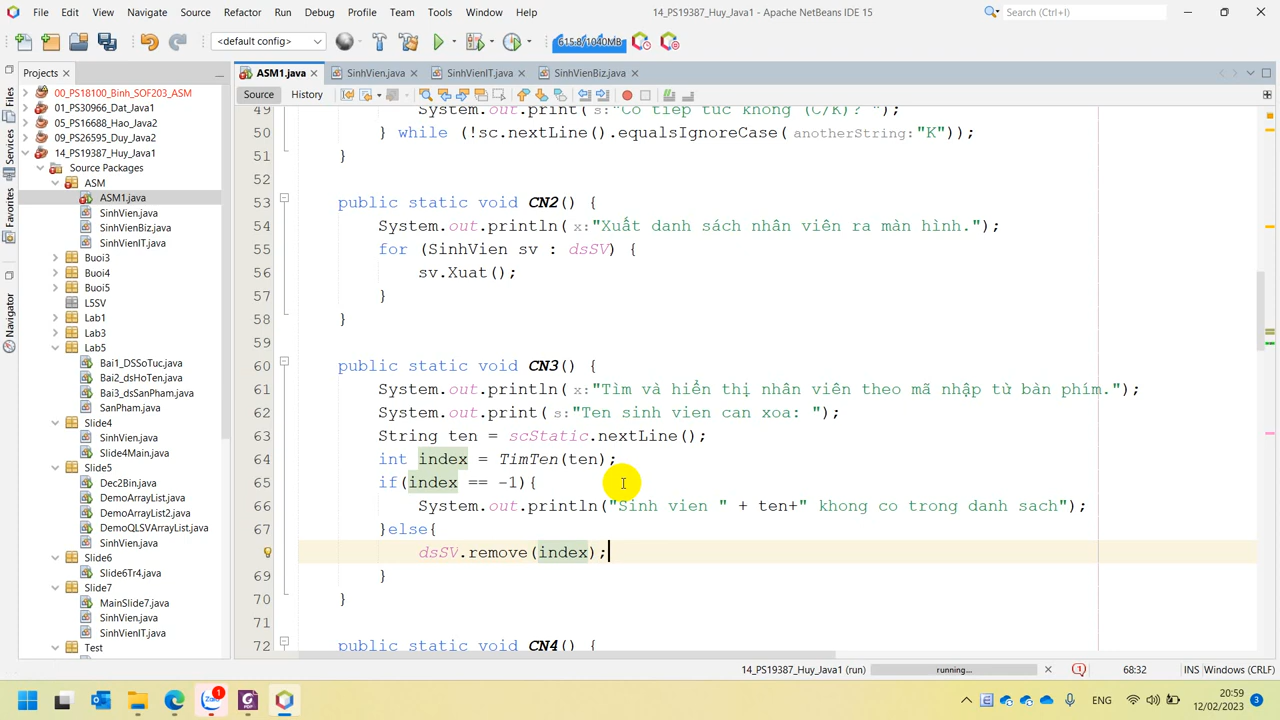 File Edit View Navigate Source Refactor Run Debug Profile Team Tools Window Help
14_PS19387_Huy_Java1 - Apache NetBeans IDE 15
Search (Ctrl+I)
<default config>
615.8/1040MB
Projects
ASM1.java
SinhVien.java
SinhVienIT.java
SinhVienBiz.java
Source
History
Files
Services
Favorites
Navigator
00_PS18100_Binh_SOF203_ASM
01_PS30966_Dat_Java1
05_PS16688_Hao_Java2
09_PS26595_Duy_Java2
14_PS19387_Huy_Java1
Source Packages
ASM
ASM1.java
SinhVien.java
SinhVienBiz.java
SinhVienIT.java
Buoi3
Buoi4
Buoi5
L5SV
Lab1
Lab3
Lab5
Bai1_DSSoTuc.java
Bai2_dsHoTen.java
Bai3_dsSanPham.java
SanPham.java
Slide4
SinhVien.java
Slide4Main.java
Slide5
Dec2Bin.java
DemoArrayList.java
DemoArrayList2.java
DemoQLSVArrayList.java
SinhVien.java
Slide6
Slide6Tr4.java
Slide7
MainSlide7.java
SinhVien.java
SinhVienIT.java
Test
49 System.out.print(s:"Co tiep tuc khong (C/K)? ");
50 } while (!sc.nextLine().equalsIgnoreCase(anotherString:"K"));
51 }
52
53 public static void CN2() {
54 System.out.println(x:"Xuất danh sách nhân viên ra màn hình.");
55 for (SinhVien sv : dsSV) {
56 sv.Xuat();
57 }
58 }
59
60 public static void CN3() {
61 System.out.println(x:"Tìm và hiển thị nhân viên theo mã nhập từ bàn phím.");
62 System.out.print(s:"Ten sinh vien can xoa: ");
63 String ten = scStatic.nextLine();
64 int index = TimTen(ten);
65 if(index == -1){
66 System.out.println("Sinh vien " + ten+" khong co trong danh sach");
67 }else{
dsSV.remove(index);
69 }
70 }
71
72 public static void CN4() {
14_PS19387_Huy_Java1 (run)
running...
1
68:32
INS
Windows (CRLF)
Zalo
1
ENG
20:59
12/02/2023
3